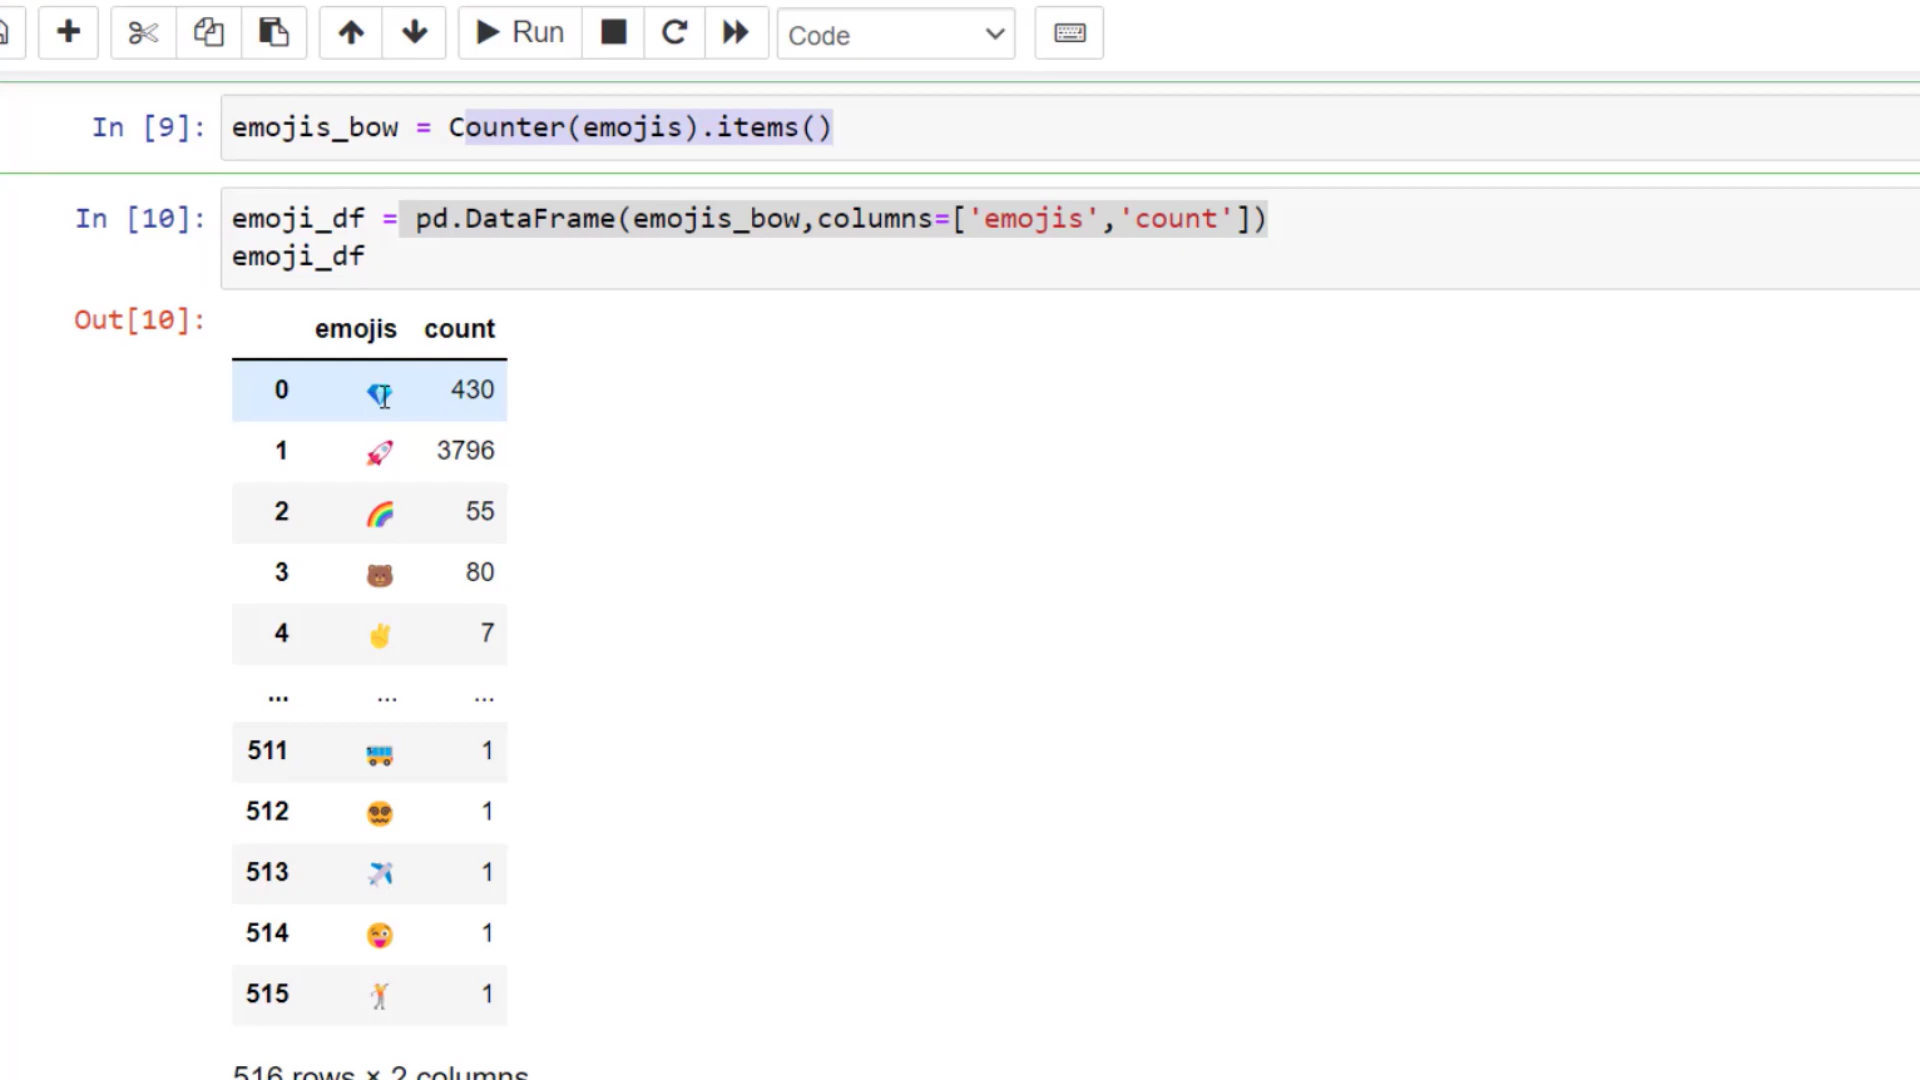 Run
Code
In [9]: emojis_bow = Counter(emojis).items()
In [10]: emoji_df = pd.DataFrame(emojis_bow,columns=['emojis','count'])
emoji_df
Out[10]:
emojis count
0 💎 430
1 🚀 3796
2 🌈 55
3 🐻 80
4 ✌ 7
... ... ...
511 🚎 1
512 😵‍💫 1
513 ✈ 1
514 😜 1
515 🏌 1
516 rows × 2 columns